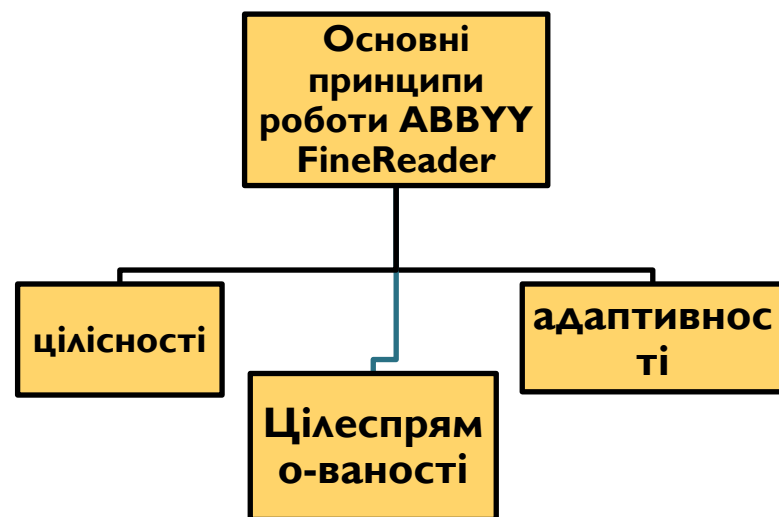 Основні
принципи
роботи ABBYY
FineReader
цілісності
Цілеспрям
о-ваності
адаптивнос
ті